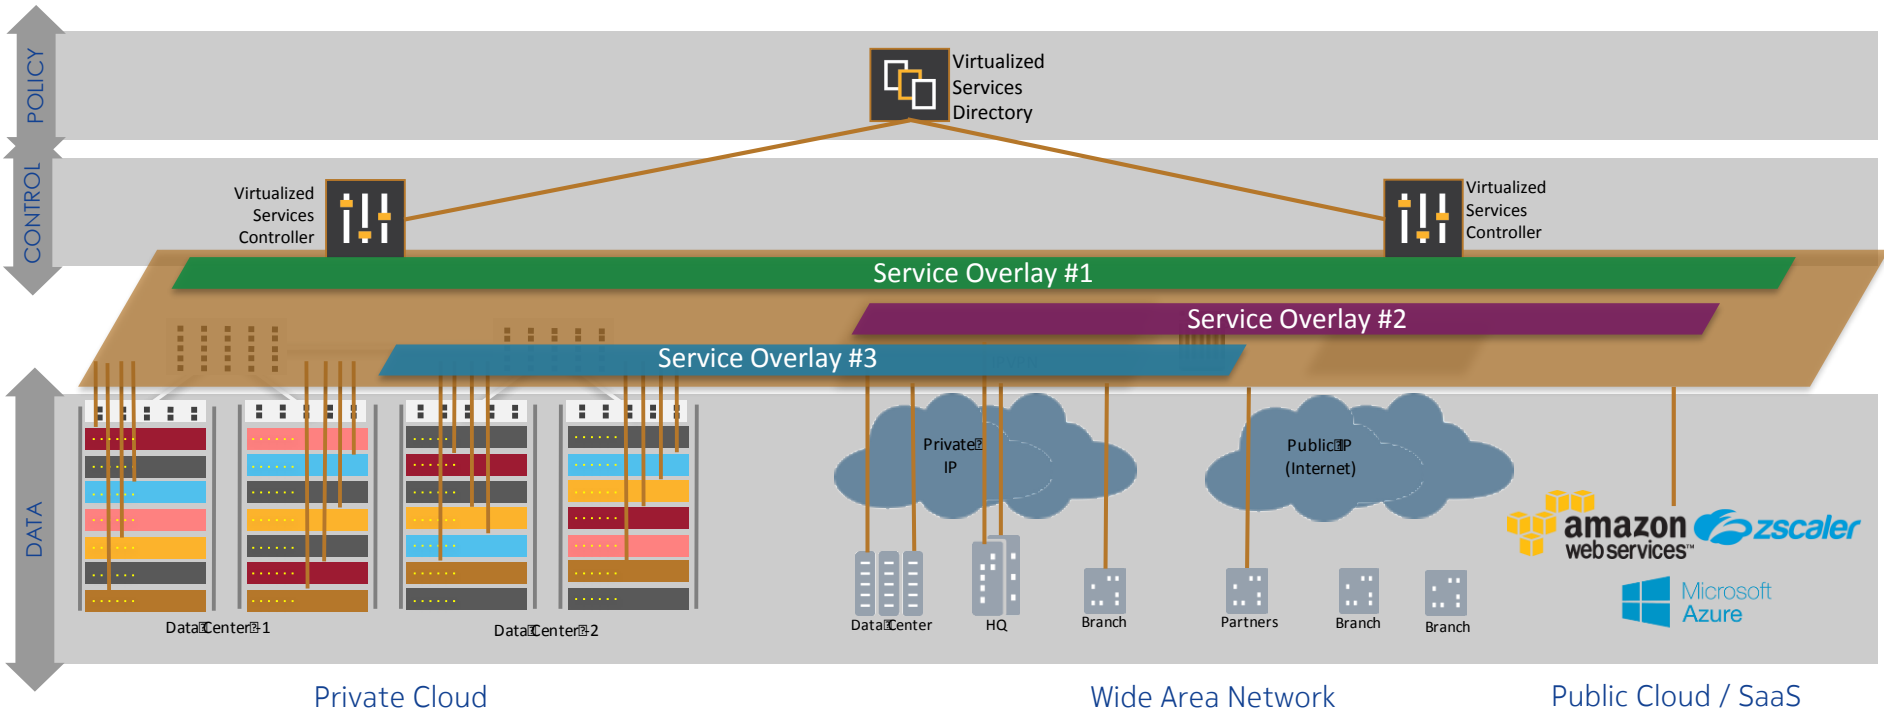 POLICY
Virtualized
Services
Directory
CONTROL
Virtualized
Services
Controller
Virtualized
Services
Controller
Service Overlay #1
Service Overlay #2
Service Overlay #3
DATA
Private
IP
Public IP
(Internet)
amazon
web services™
zscaler
Microsoft
Azure
Data Center -1
Data Center -2
Data Center
HQ
Branch
Partners
Branch
Branch
Private Cloud
Wide Area Network
Public Cloud / SaaS